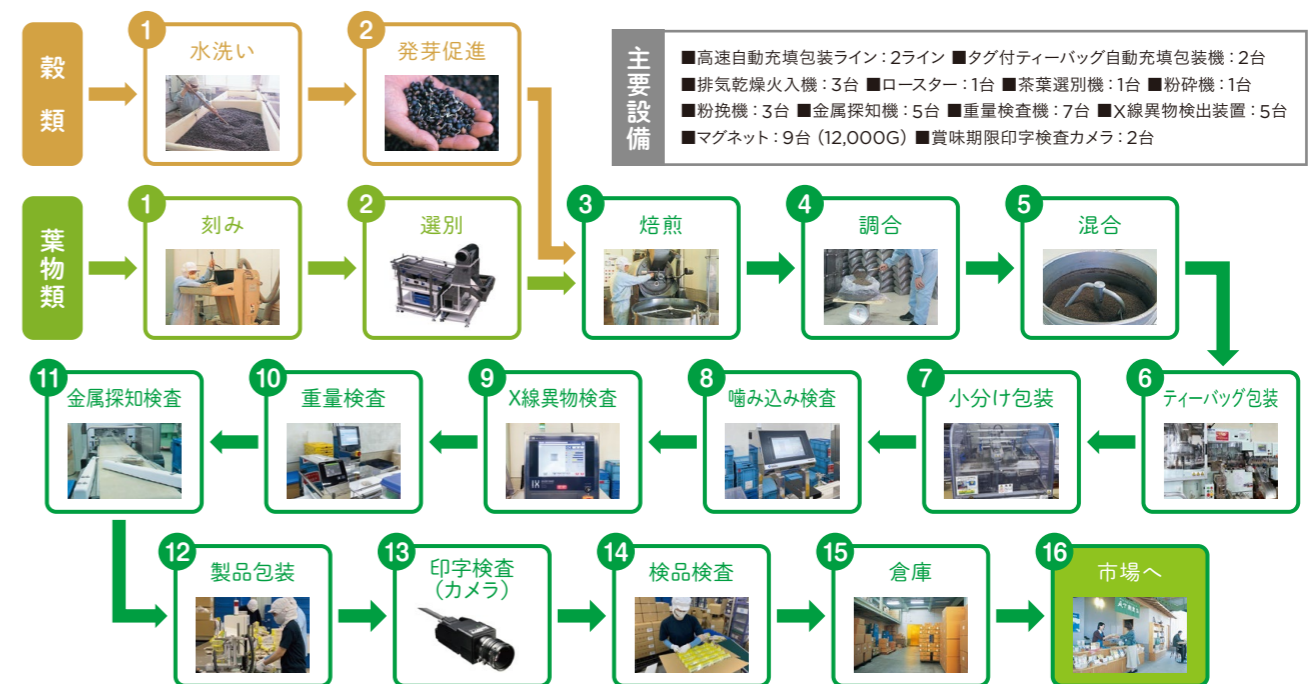 穀類
1
水洗い
2
発芽促進
主要設備
■高速自動充填包装ライン：2ライン ■タグ付ティーバッグ自動充填包装機：2台
■排気乾燥火入機：3台 ■ロースター：1台 ■茶葉選別機：1台 ■粉砕機：1台
■粉挽機：3台 ■金属探知機：5台 ■重量検査機：7台 ■X線異物検出装置：5台
■マグネット：9台（12,000G） ■賞味期限印字検査カメラ：2台
葉物類
1
刻み
2
選別
3
焙煎
4
調合
5
混合
6
ティーバッグ包装
7
小分け包装
8
噛み込み検査
9
X線異物検査
10
重量検査
11
金属探知検査
12
製品包装
13
印字検査
（カメラ）
14
検品検査
15
倉庫
16
市場へ